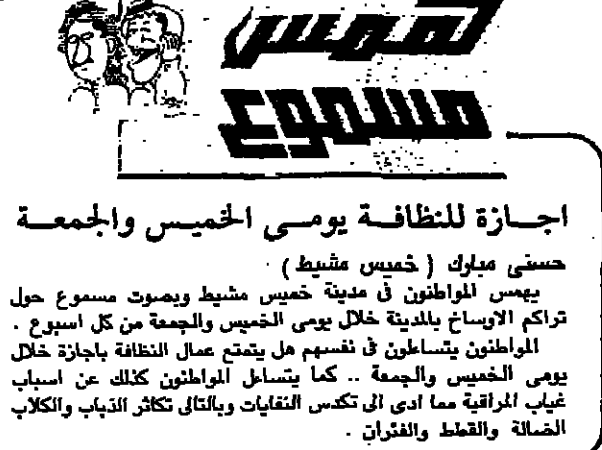 همس
مسموع
اجازة للنظافة يومى الخميس والجمعة
حسنى مبارك ( خميس مشيط )
يهمس المواطنون فى مدينة خميس مشيط وبصوت مسموع حول
تراكم الاوساخ بالمدينة خلال يومى الخميس والجمعة من كل اسبوع .
المواطنون يتساءلون فى نفسهم هل يتمتع عمال النظافة باجازة خلال
يومى الخميس والجمعة .. كما يتساءل المواطنون كذلك عن اسباب
غياب المراقبة مما ادى الى تكدس النفايات وبالتالى تكاثر الذباب والكلاب
الضالة والقطط والفئران .